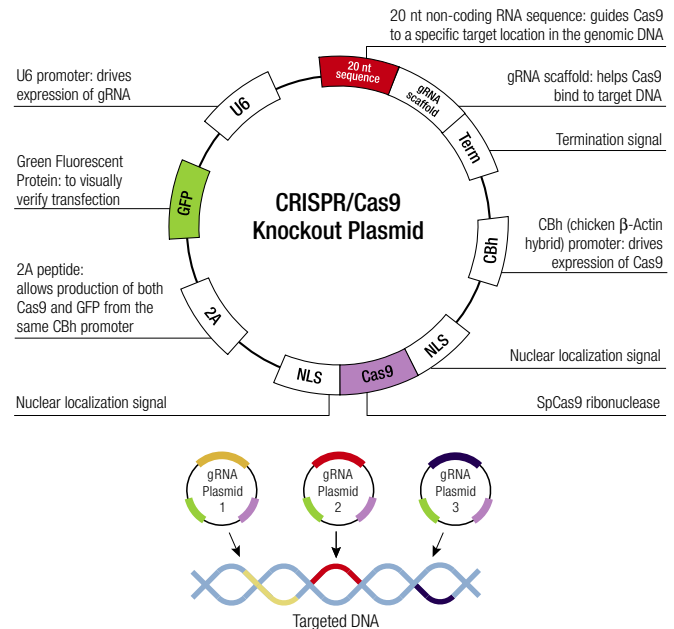 20 nt non-coding RNA sequence: guides Cas9
to a specific target location in the genomic DNA
U6 promoter: drives
expression of gRNA
20 nt
sequence
gRNA
scaffold
gRNA scaffold: helps Cas9
bind to target DNA
U6
Term
Termination signal
Green Fluorescent
Protein: to visually
verify transfection
GFP
CRISPR/Cas9
Knockout Plasmid
CBh
CBh (chicken β-Actin
hybrid) promoter: drives
expression of Cas9
2A peptide:
allows production of both
Cas9 and GFP from the
same CBh promoter
2A
NLS
Cas9
NLS
Nuclear localization signal
Nuclear localization signal
SpCas9 ribonuclease
gRNA
Plasmid
1
gRNA
Plasmid
2
gRNA
Plasmid
3
Targeted DNA